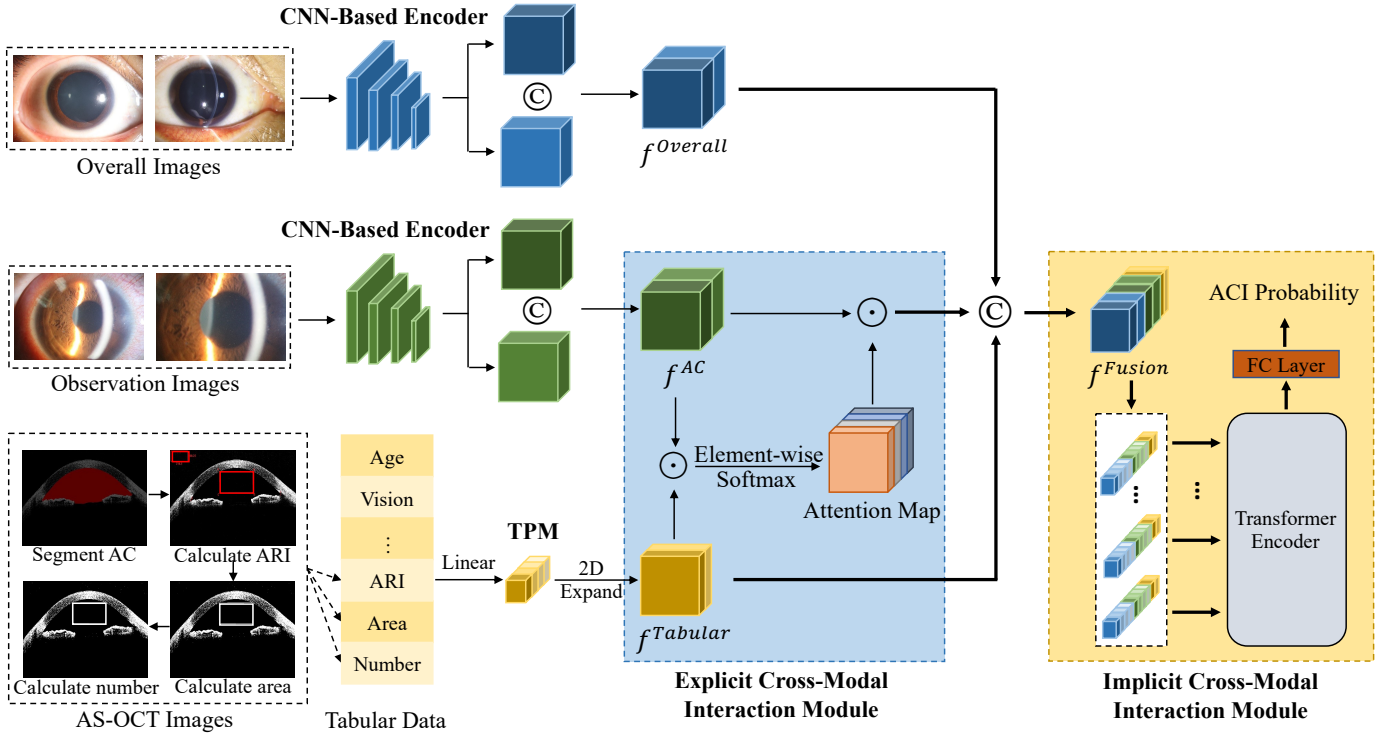 CNN-Based Encoder
C
Overall Images
f^Overall
CNN-Based Encoder
C
Observation Images
f^AC
C
ACI Probability
FC Layer
f^Fusion
Transformer
Encoder
Element-wise
Softmax
Attention Map
Segment AC
Calculate ARI
Calculate number
Calculate area
AS-OCT Images
Age
Vision
⋮
ARI
Area
Number
Tabular Data
Linear
TPM
2D
Expand
f^Tabular
Explicit Cross-Modal
Interaction Module
Implicit Cross-Modal
Interaction Module